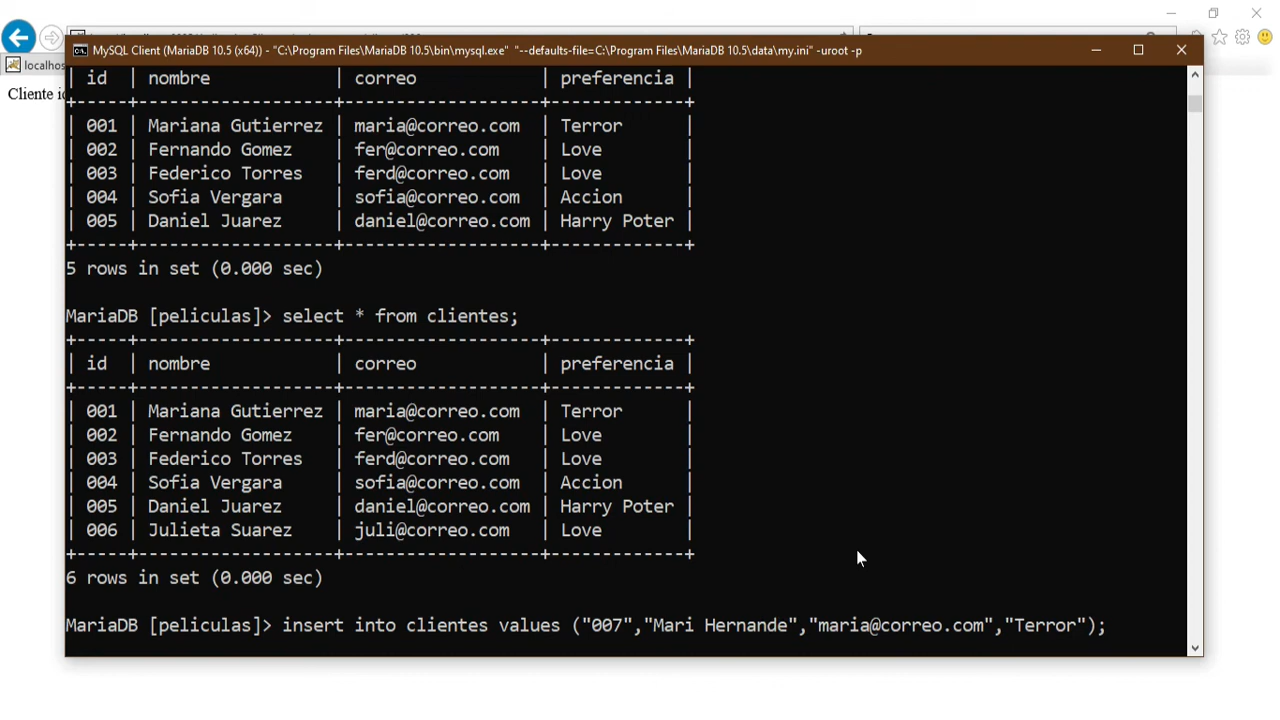 MySQL Client (MariaDB 10.5 (x64)) - "C:\Program Files\MariaDB 10.5\bin\mysql.exe" "--defaults-file=C:\Program Files\MariaDB 10.5\data\my.ini" -uroot -p
localhos
Cliente
| id | nombre | correo | preferencia |
+-----+-------------------+------------------+-------------+
| 001 | Mariana Gutierrez | maria@correo.com | Terror |
| 002 | Fernando Gomez | fer@correo.com | Love |
| 003 | Federico Torres | ferd@correo.com | Love |
| 004 | Sofia Vergara | sofia@correo.com | Accion |
| 005 | Daniel Juarez | daniel@correo.com | Harry Poter |
+-----+-------------------+------------------+-------------+
5 rows in set (0.000 sec)
MariaDB [peliculas]> select * from clientes;
+-----+-------------------+------------------+-------------+
| id | nombre | correo | preferencia |
+-----+-------------------+------------------+-------------+
| 001 | Mariana Gutierrez | maria@correo.com | Terror |
| 002 | Fernando Gomez | fer@correo.com | Love |
| 003 | Federico Torres | ferd@correo.com | Love |
| 004 | Sofia Vergara | sofia@correo.com | Accion |
| 005 | Daniel Juarez | daniel@correo.com | Harry Poter |
| 006 | Julieta Suarez | juli@correo.com | Love |
+-----+-------------------+------------------+-------------+
6 rows in set (0.000 sec)
MariaDB [peliculas]> insert into clientes values ("007","Mari Hernande","maria@correo.com","Terror");